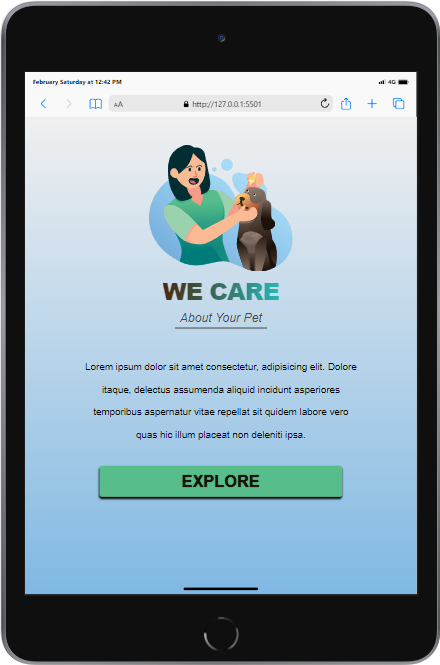 February Saturday at 12:42 PM
4G
AA
http://127.0.0.1:5501
WE CARE
About Your Pet
Lorem ipsum dolor sit amet consectetur, adipisicing elit. Dolore
itaque, delectus assumenda aliquid incidunt asperiores
temporibus aspernatur vitae repellat sit quidem labore vero
quas hic illum placeat non deleniti ipsa.
EXPLORE